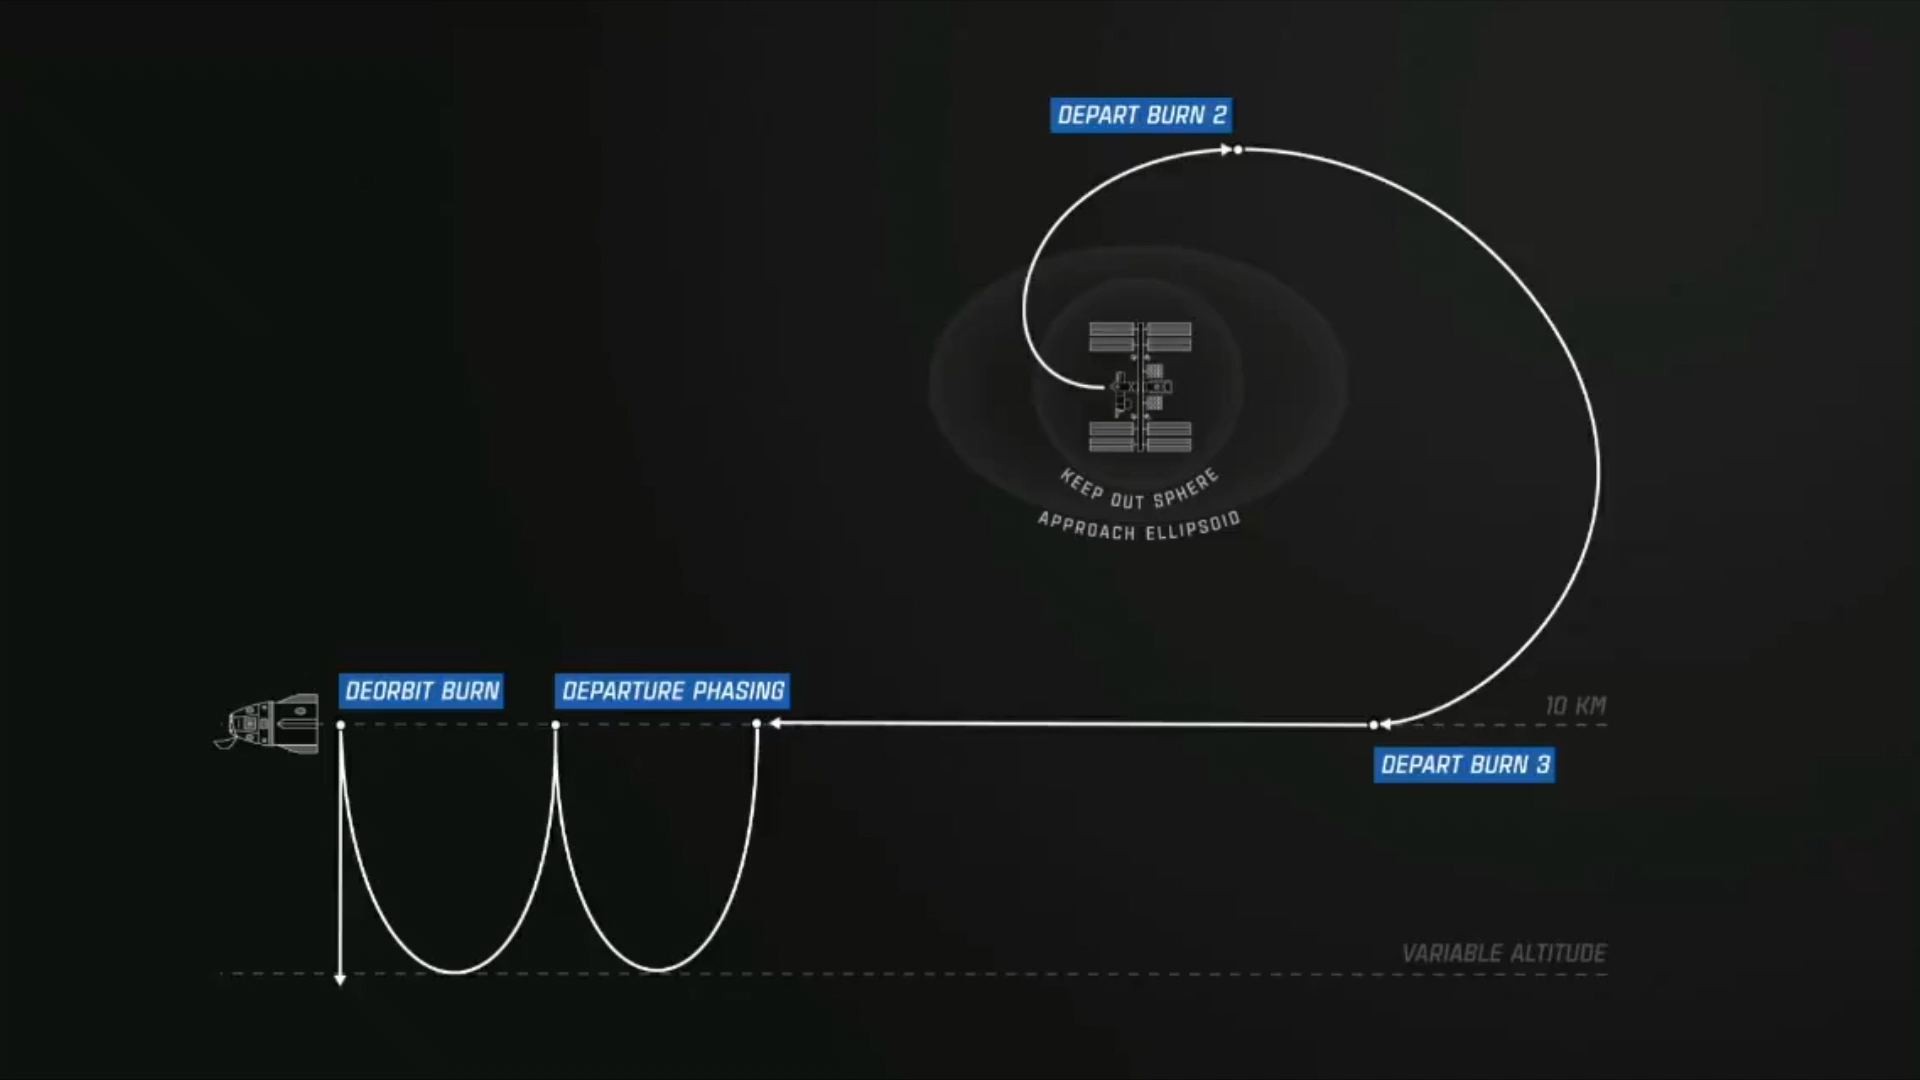 DEPART BURN 2
KEEP OUT SPHERE
APPROACH ELLIPSOID
DEORBIT BURN
DEPARTURE PHASING
10 KM
DEPART BURN 3
VARIABLE ALTITUDE